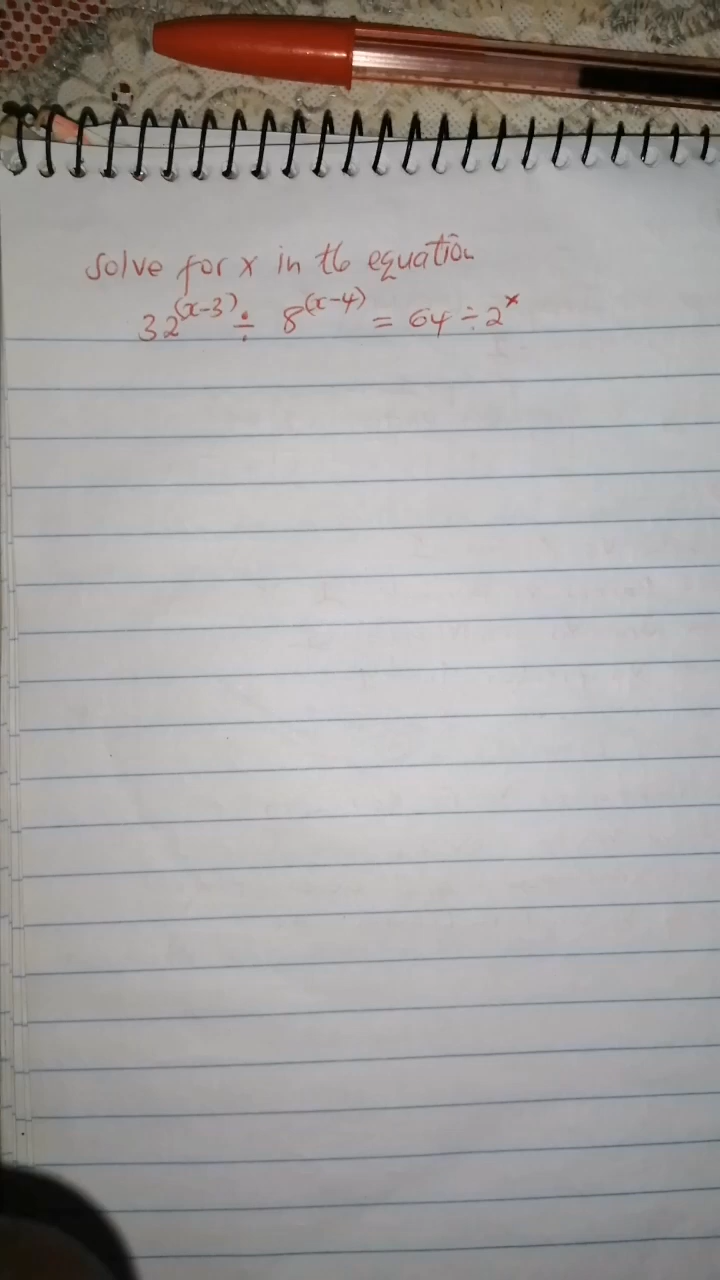 Solve for x in the equation
32^(x-3) ÷ 8^(x-4) = 64 ÷ 2^x